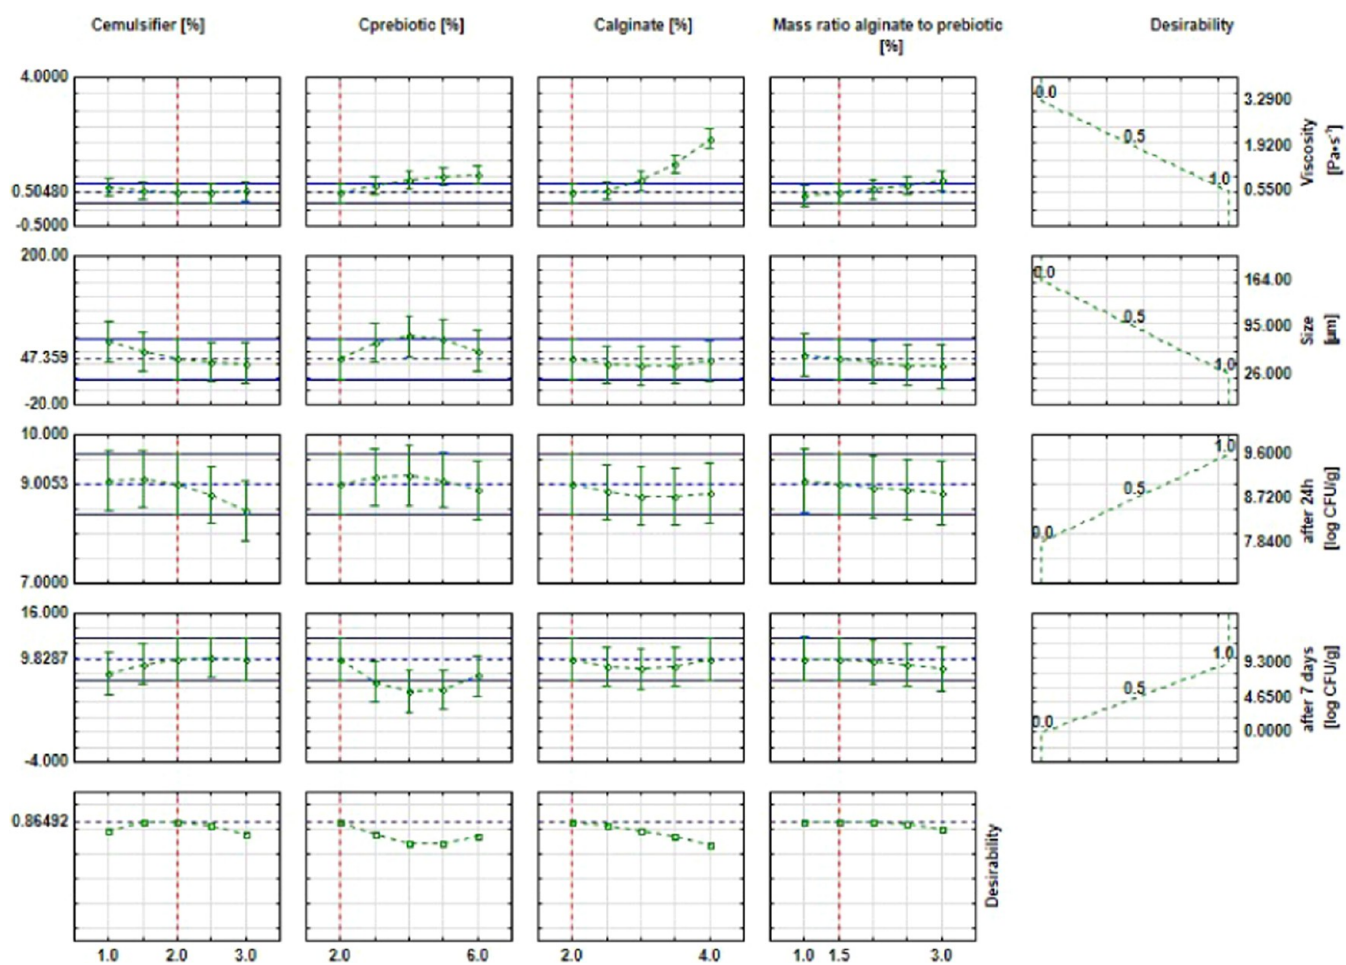 Cemulsifier [%]
Cprebiotic [%]
Calginate [%]
Mass ratio alginate to prebiotic
[%]
Desirability
4.0000
0.50480
-0.5000
0.0
0.5
1.0
3.2900
1.9200
0.5500
Viscosity
[Pa•s⁻¹]
200.00
47.359
-20.00
0.0
0.5
1.0
164.00
95.000
26.000
Size
[µm]
10.000
9.0053
7.0000
1.0
0.5
0.0
9.6000
8.7200
7.8400
after 24h
[log CFU/g]
16.000
9.8287
-4.000
1.0
0.5
0.0
9.3000
4.6500
0.0000
after 7 days
[log CFU/g]
0.86492
Desirability
1.0 2.0 3.0
2.0 6.0
2.0 4.0
1.0 1.5 3.0